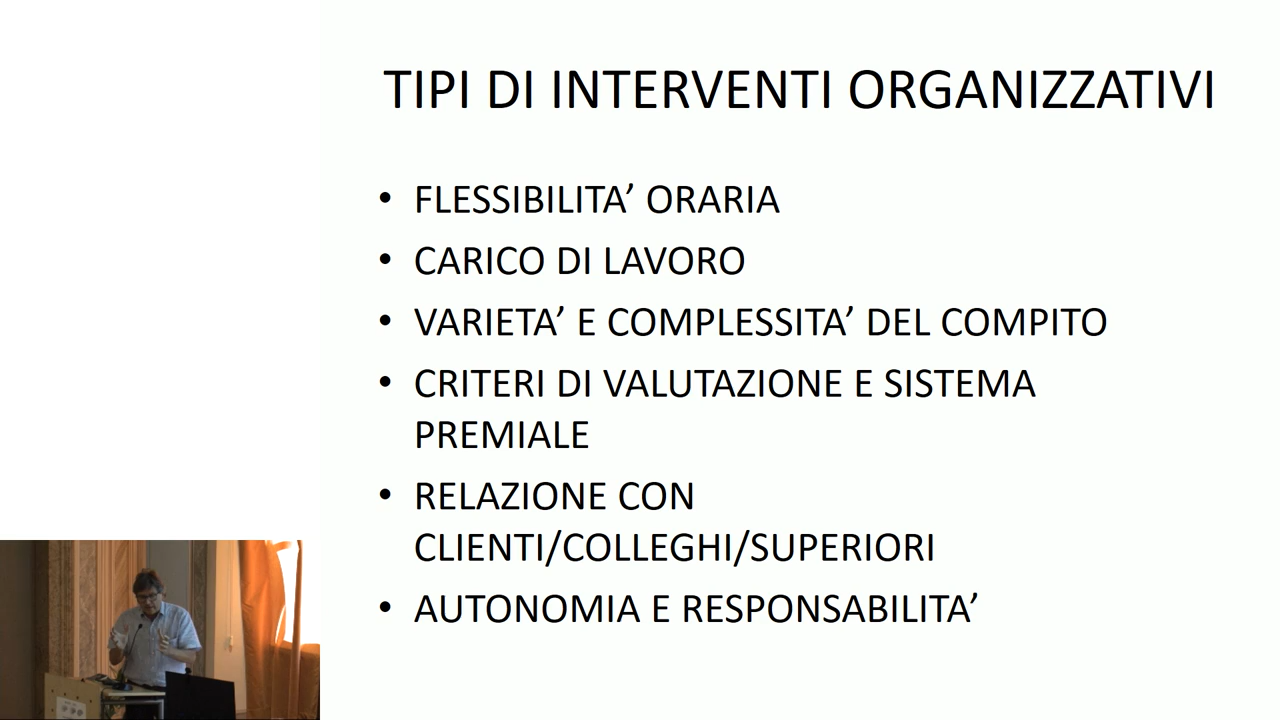 TIPI DI INTERVENTI ORGANIZZATIVI
• FLESSIBILITA’ ORARIA
• CARICO DI LAVORO
• VARIETA’ E COMPLESSITA’ DEL COMPITO
• CRITERI DI VALUTAZIONE E SISTEMA
PREMIALE
• RELAZIONE CON
CLIENTI/COLLEGHI/SUPERIORI
• AUTONOMIA E RESPONSABILITA’